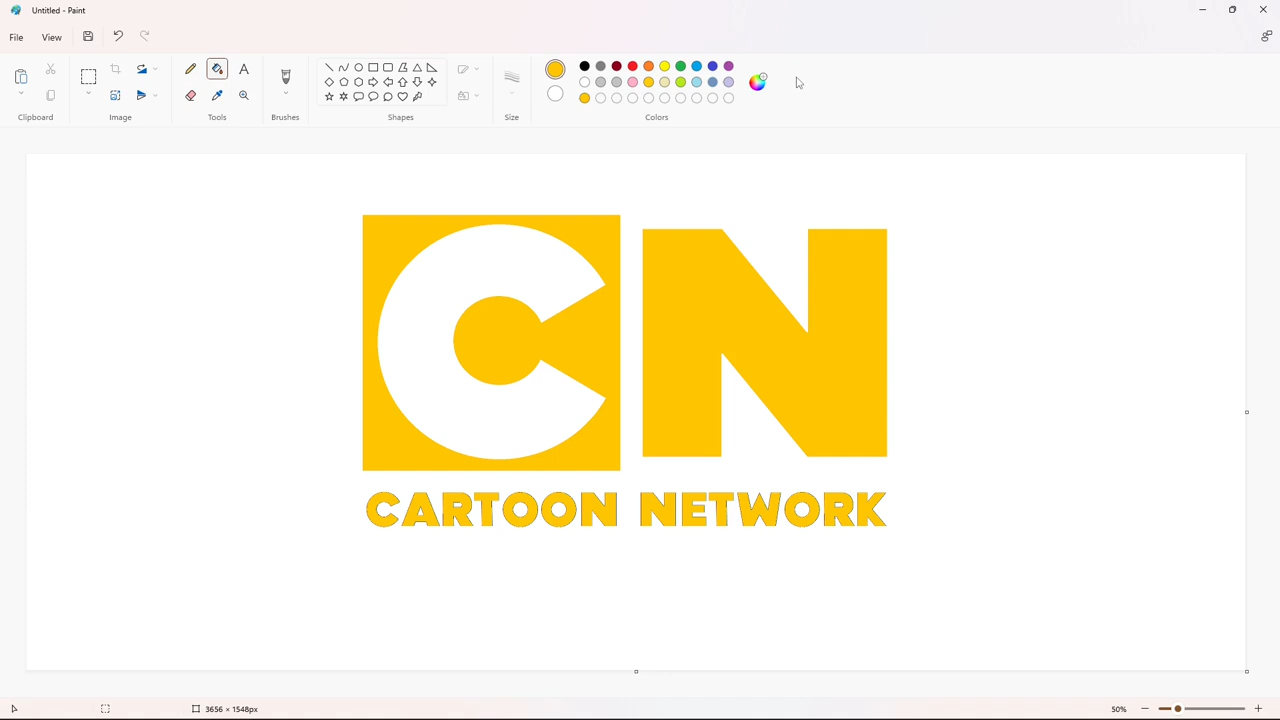 Untitled - Paint
File View
Clipboard Image Tools Brushes Shapes Size Colors
CN
CARTOON NETWORK
3656 × 1548px 50%